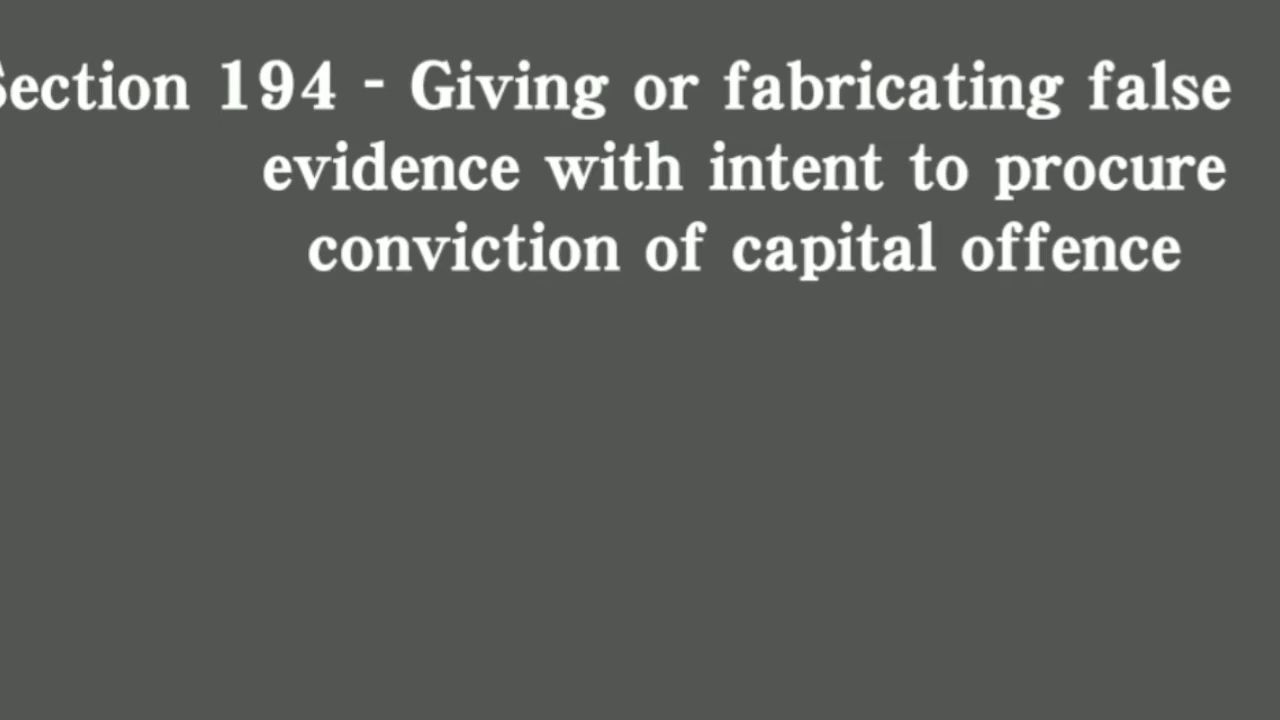 Section 194 - Giving or fabricating false
evidence with intent to procure
conviction of capital offence